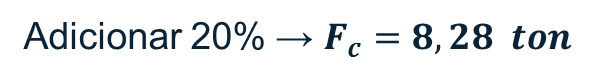 Adicionar 20% → F_c = 8,28 ton